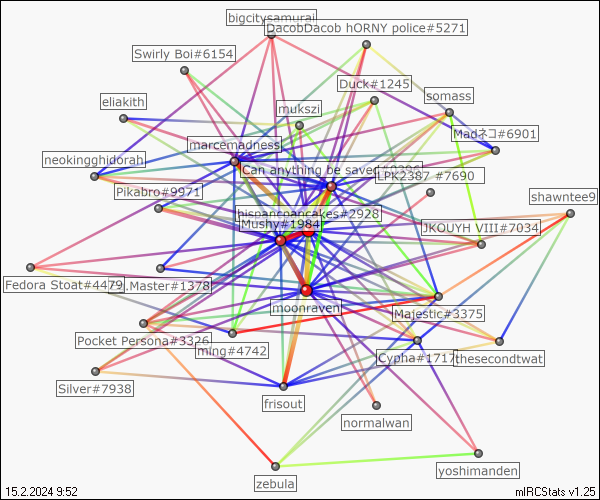 bigcitysamurai
DacobDacob hORNY police#5271
Swirly Boi#6154
Duck#1245
eliakith
mukszi
somass
marcemadness
Madネコ#6901
neokingghidorah
Can anything be saved
LPK2387 #7690
Pikabro#9971
shawntee9
hispanicpancakes#2928
Mushy#1984
JKOUYH VIII#7034
Fedora Stoat#4479
.Master#1378
moonraven
Majestic#3375
Pocket Persona#3326
ming#4742
Cypha#1717
thesecondtwat
Silver#7938
frisout
normalwan
yoshimanden
zebula
15.2.2024 9:52
mIRCStats v1.25